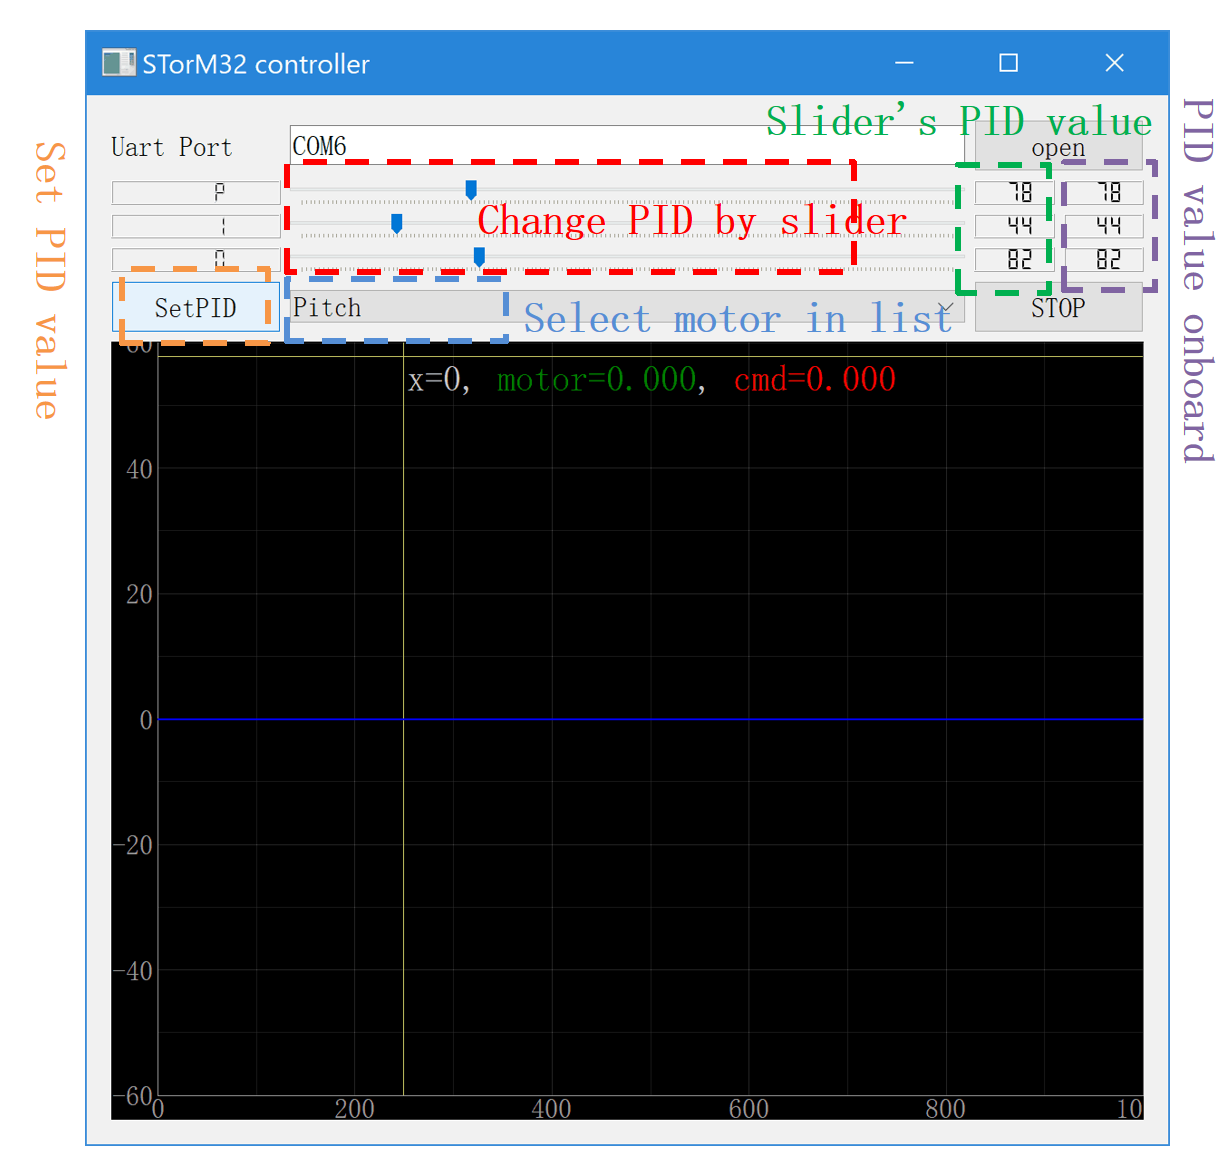 STorM32 controller
Slider's PID value
Uart Port COM6 open
P 78 78
Change PID by slider
I 44 44
D 82 82
SetPID Pitch Select motor in list STOP
Set PID value
PID value onboard
x=0, motor=0.000, cmd=0.000
60
40
20
0
-20
-40
-60
0 200 400 600 800 10